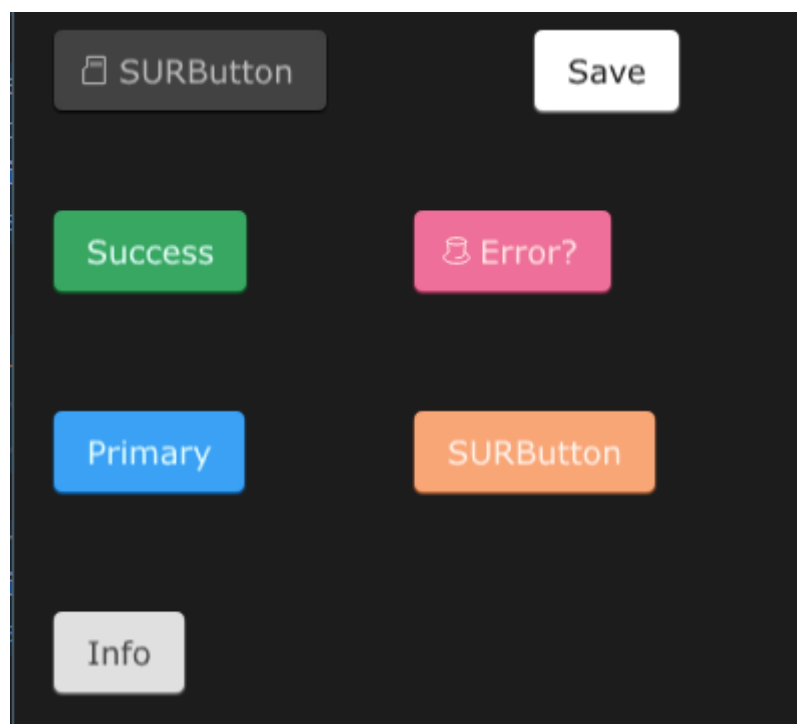 SURButton
Save
Success
Error?
Primary
SURButton
Info